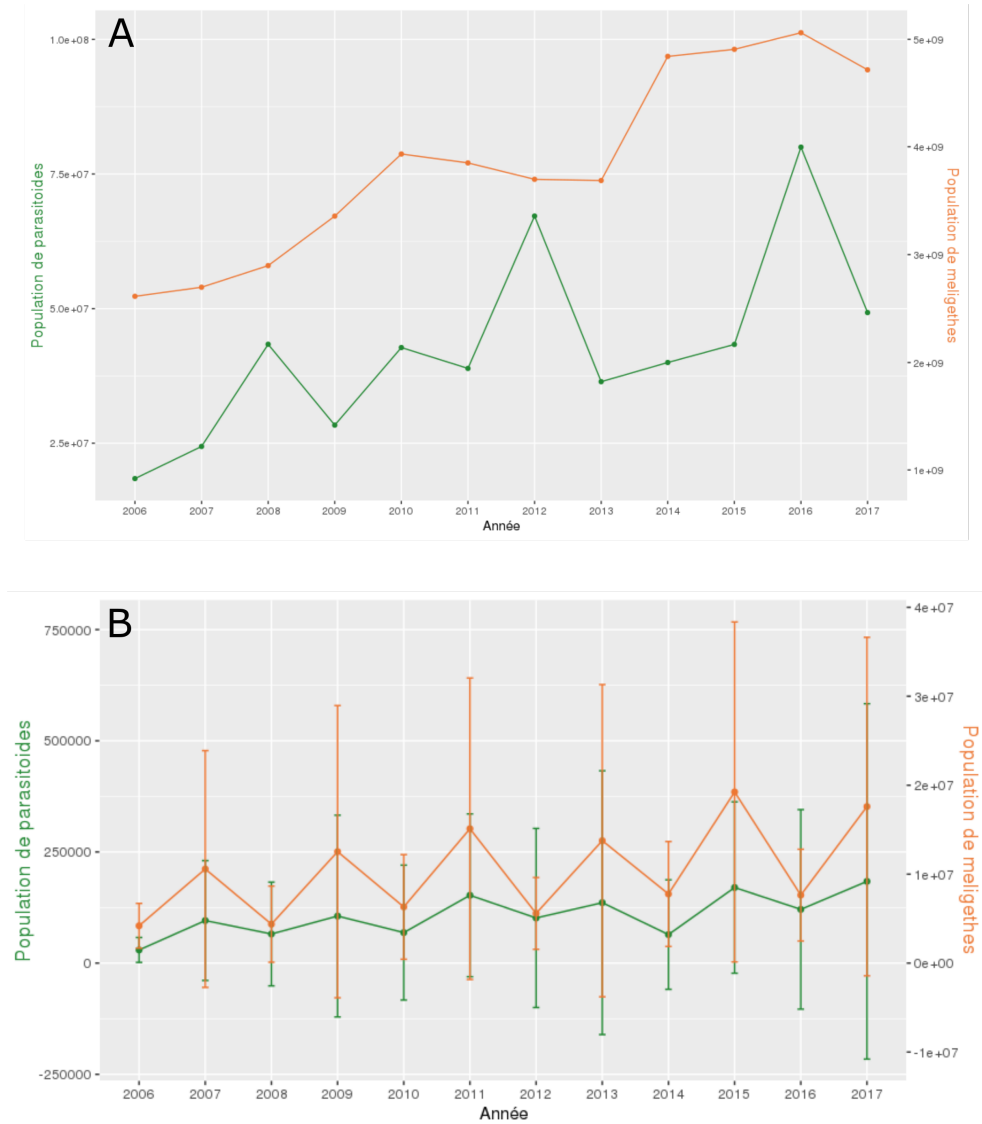 A
1.0e+08
7.5e+07
5.0e+07
2.5e+07
Population de parasitoides
5e+09
4e+09
3e+09
2e+09
1e+09
Population de meligethes
2006 2007 2008 2009 2010 2011 2012 2013 2014 2015 2016 2017
Année
B
750000
500000
250000
0
-250000
Population de parasitoides
4e+07
3e+07
2e+07
1e+07
0e+00
-1e+07
Population de meligethes
2006 2007 2008 2009 2010 2011 2012 2013 2014 2015 2016 2017
Année